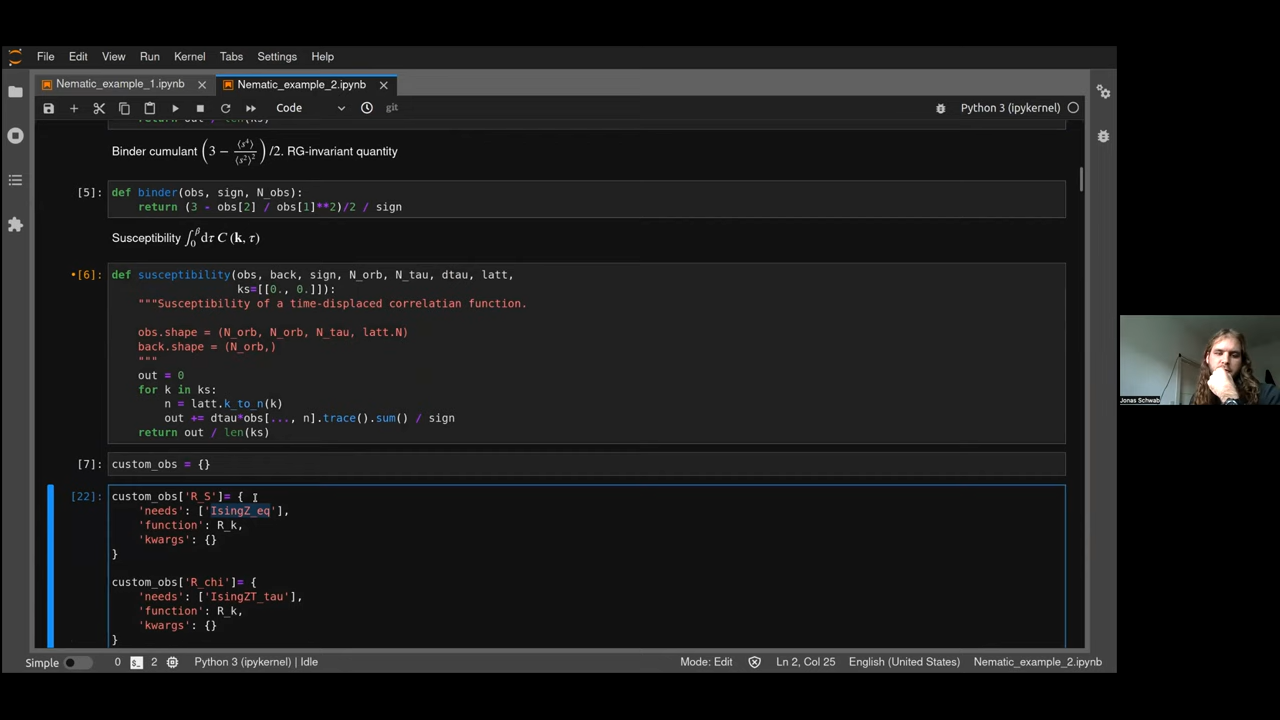 File Edit View Run Kernel Tabs Settings Help
Nematic_example_1.ipynb Nematic_example_2.ipynb
Code git Python 3 (ipykernel)
Binder cumulant (3 − ⟨s⁴⟩/⟨s²⟩²) /2. RG-invariant quantity
[5]: def binder(obs, sign, N_obs):
return (3 - obs[2] / obs[1]**2)/2 / sign
Susceptibility ∫₀^β dτ C (k, τ)
[6]: def susceptibility(obs, back, sign, N_orb, N_tau, dtau, latt,
ks=[[0., 0.]]):
"""Susceptibility of a time-displaced correlatian function.
obs.shape = (N_orb, N_orb, N_tau, latt.N)
back.shape = (N_orb,)
"""
out = 0
for k in ks:
n = latt.k_to_n(k)
out += dtau*obs[..., n].trace().sum() / sign
return out / len(ks)
[7]: custom_obs = {}
[22]: custom_obs['R_S']= {
'needs': ['IsingZ_eq'],
'function': R_k,
'kwargs': {}
}
custom_obs['R_chi']= {
'needs': ['IsingZT_tau'],
'function': R_k,
'kwargs': {}
}
Jonas Schwab
Simple 0 $_ 2 Python 3 (ipykernel) | Idle Mode: Edit Ln 2, Col 25 English (United States) Nematic_example_2.ipynb